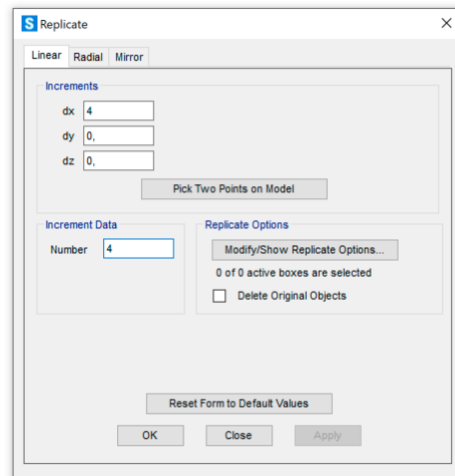 S Replicate
Linear Radial Mirror
Increments
dx 4
dy 0,
dz 0,
Pick Two Points on Model
Increment Data
Number 4
Replicate Options
Modify/Show Replicate Options...
0 of 0 active boxes are selected
Delete Original Objects
Reset Form to Default Values
OK Close Apply